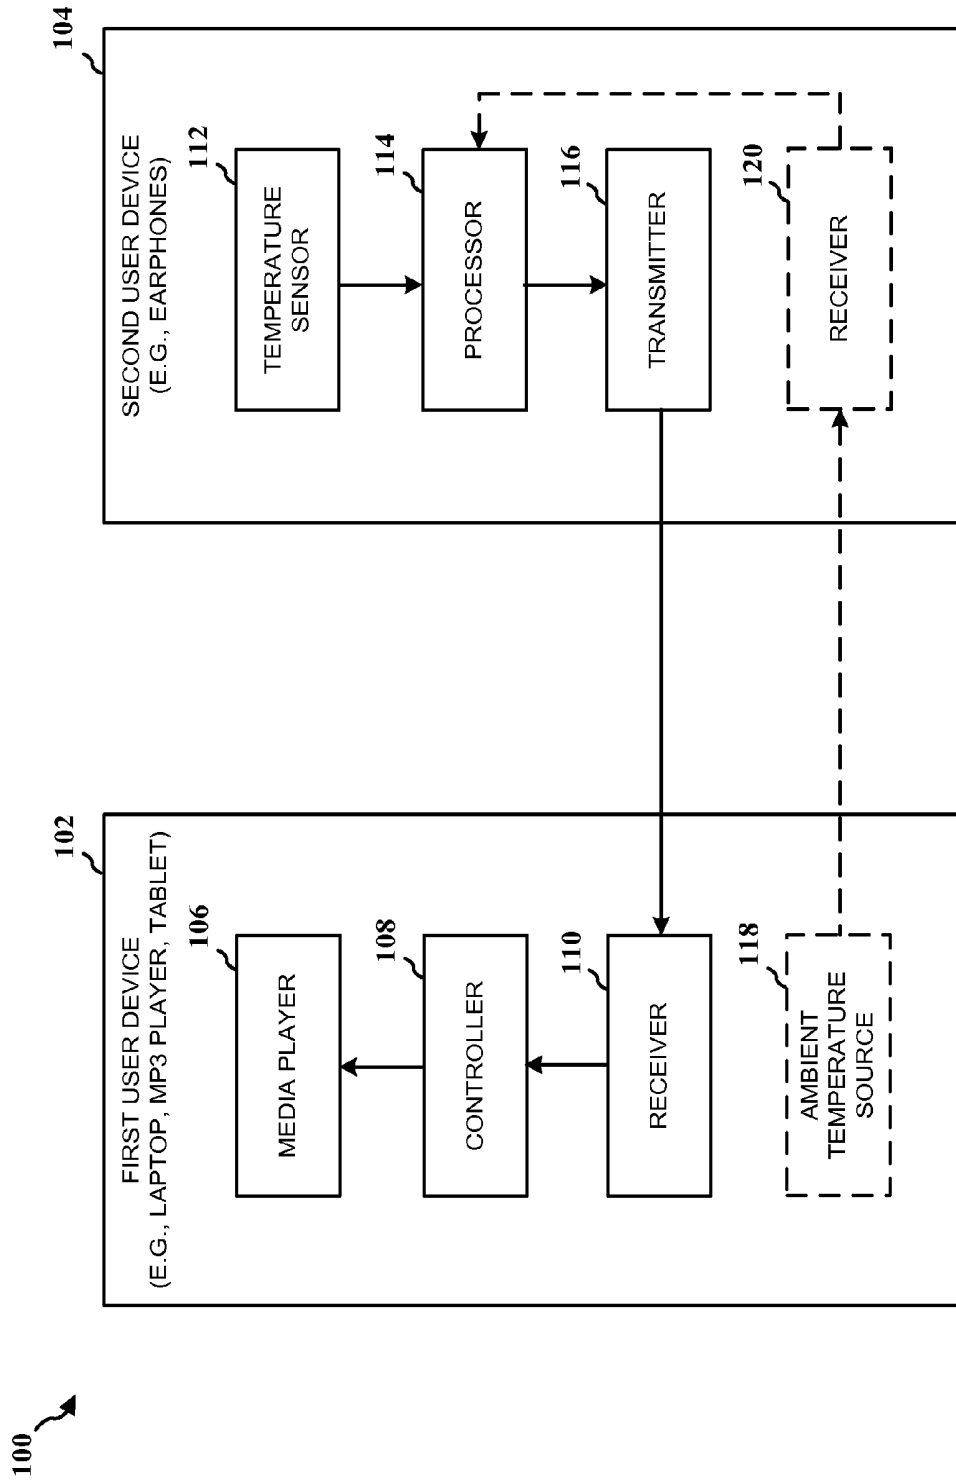 100
102
FIRST USER DEVICE
(E.G., LAPTOP, MP3 PLAYER, TABLET)
106
MEDIA PLAYER
108
CONTROLLER
110
RECEIVER
118
AMBIENT
TEMPERATURE
SOURCE
104
SECOND USER DEVICE
(E.G., EARPHONES)
112
TEMPERATURE
SENSOR
114
PROCESSOR
116
TRANSMITTER
120
RECEIVER